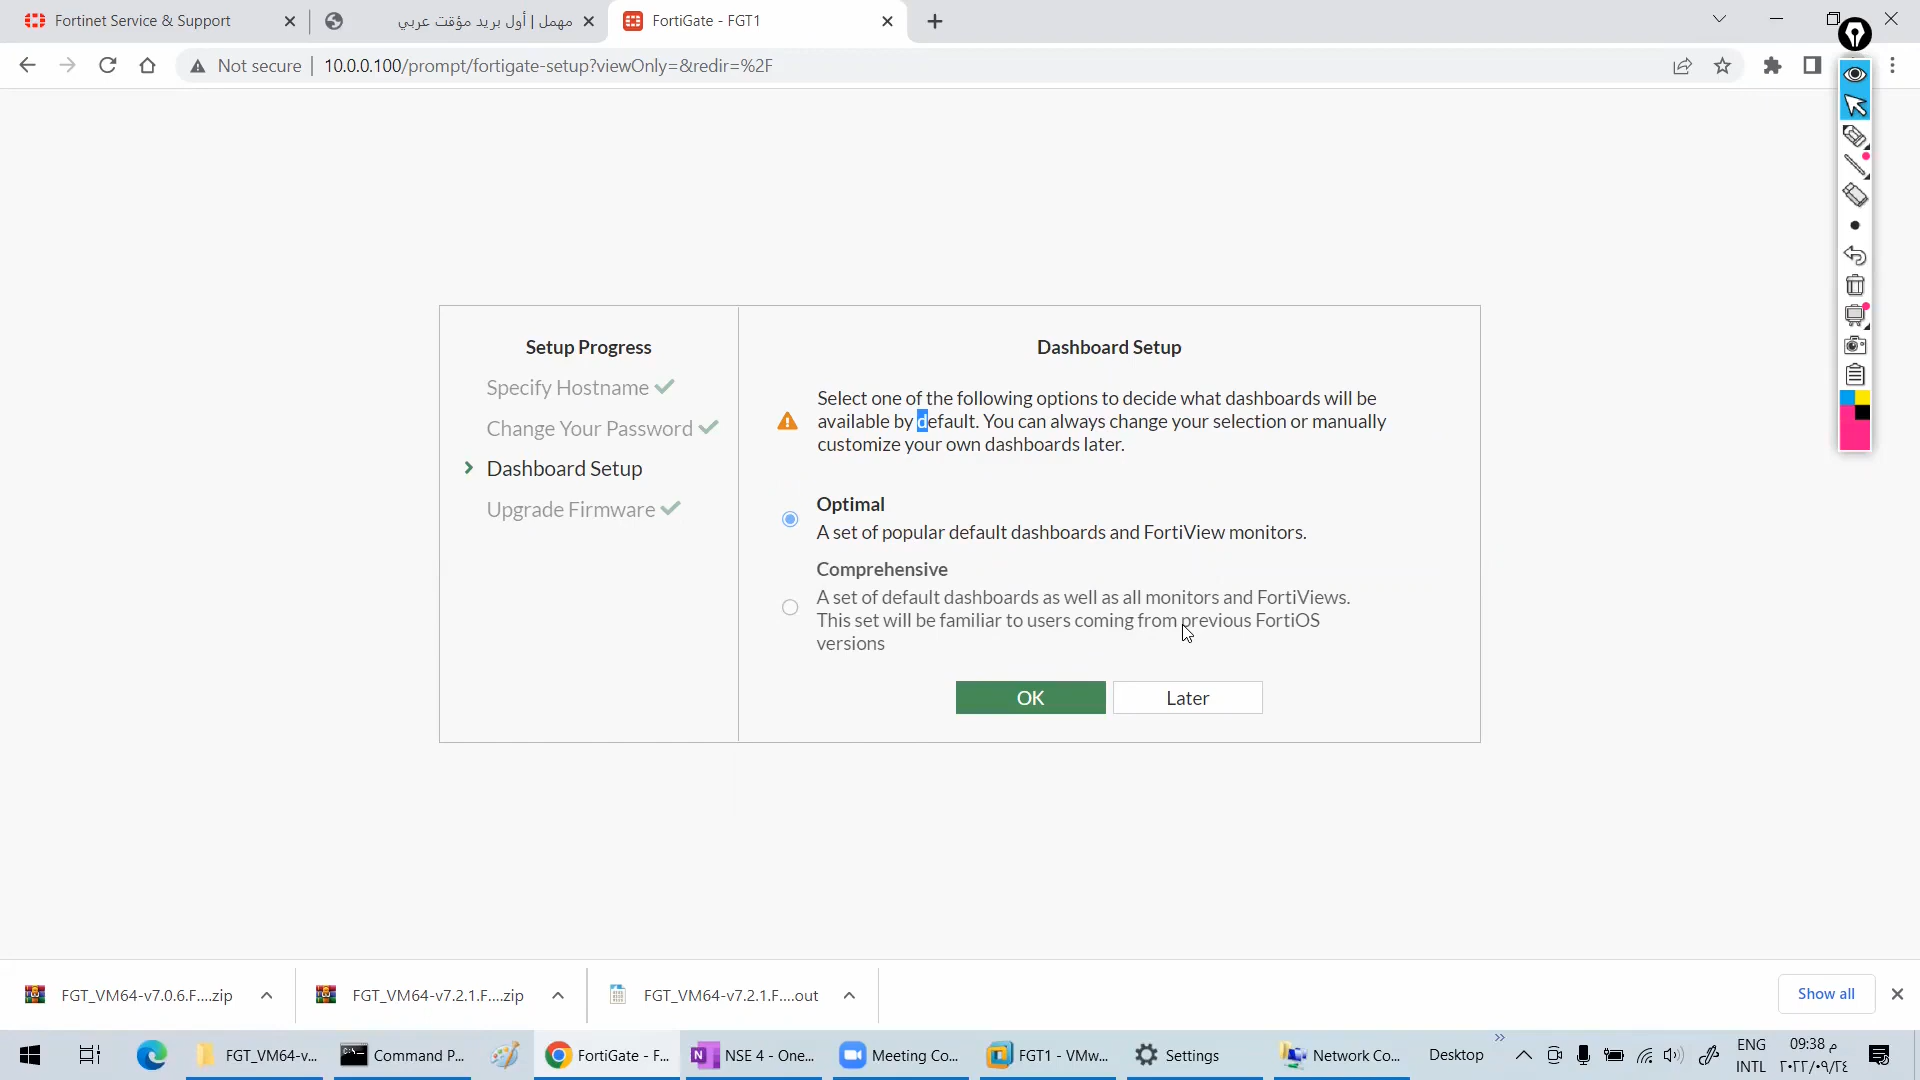 Fortinet Service & Support
مهمل | أول بريد مؤقت عربي
FortiGate - FGT1
Not secure
10.0.0.100/prompt/fortigate-setup?viewOnly=&redir=%2F
Setup Progress
Specify Hostname
Change Your Password
Dashboard Setup
Upgrade Firmware
Dashboard Setup
Select one of the following options to decide what dashboards will be
available by default. You can always change your selection or manually
customize your own dashboards later.
Optimal
A set of popular default dashboards and FortiView monitors.
Comprehensive
A set of default dashboards as well as all monitors and FortiViews.
This set will be familiar to users coming from previous FortiOS
versions
OK
Later
FGT_VM64-v7.0.6.F....zip
FGT_VM64-v7.2.1.F....zip
FGT_VM64-v7.2.1.F....out
Show all
FGT_VM64-v...
Command P...
FortiGate - F...
NSE 4 - One...
Meeting Co...
FGT1 - VMw...
Settings
Network Co...
Desktop
ENG
INTL
09:38 م
٢٠٢٢/٠٩/٢٤